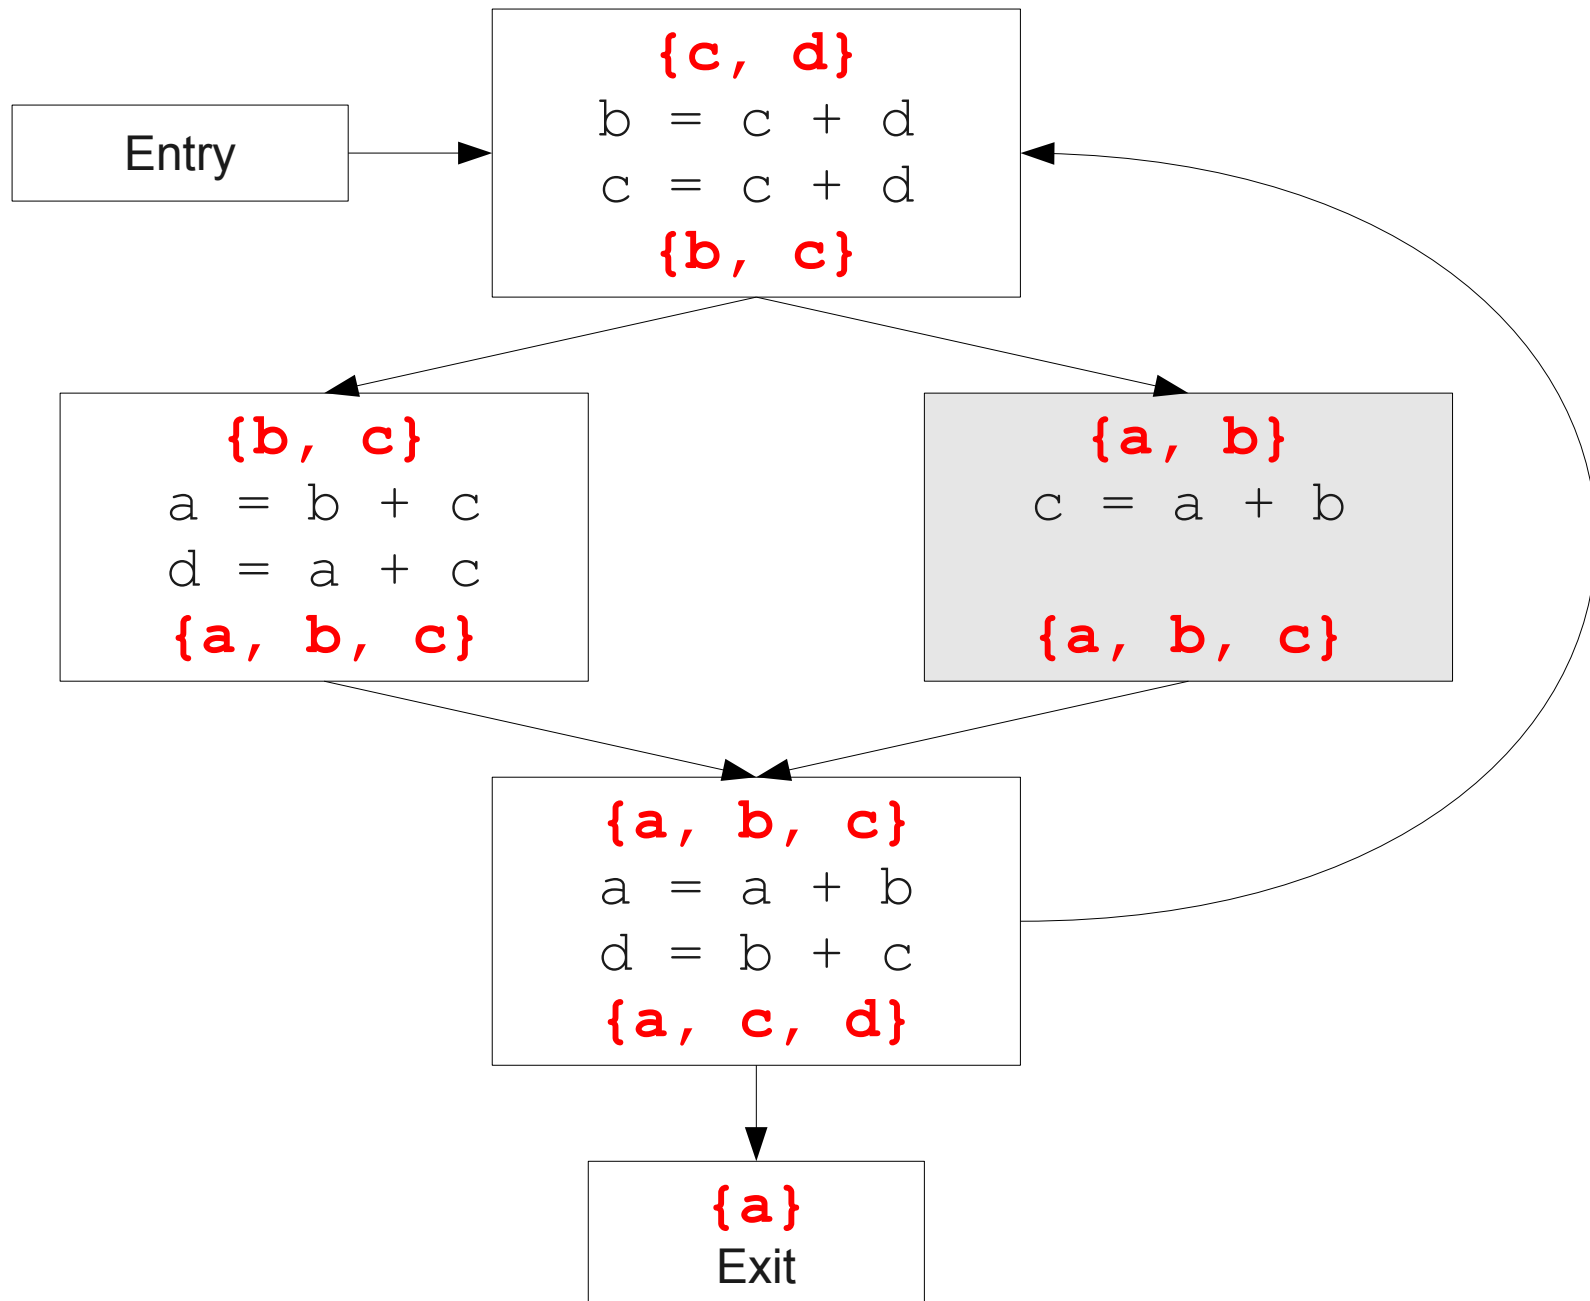 {c, d}
Entry
b = c + d
c = c + d
{b, c}
{b, c}
a = b + c
d = a + c
{a, b, c}
{a, b}
c = a + b
{a, b, c}
{a, b, c}
a = a + b
d = b + c
{a, c, d}
{a}
Exit